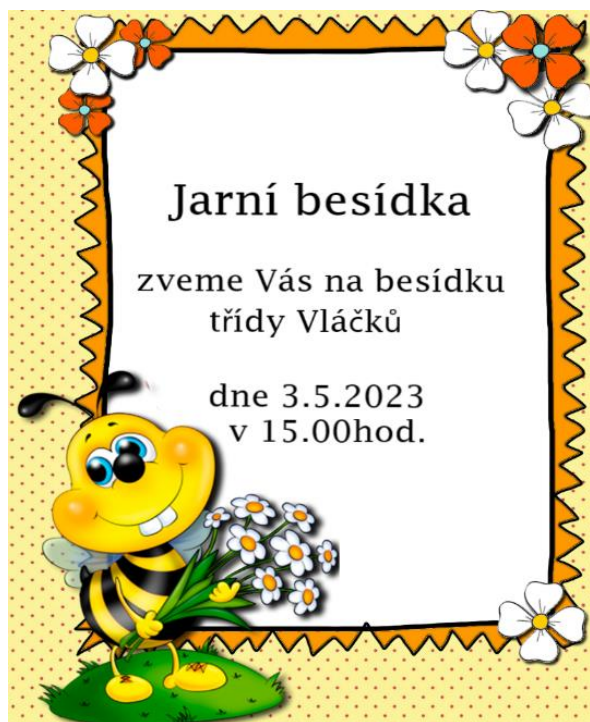 Jarní besídka
zveme Vás na besídku
třídy Vláčků
dne 3.5.2023
v 15.00hod.